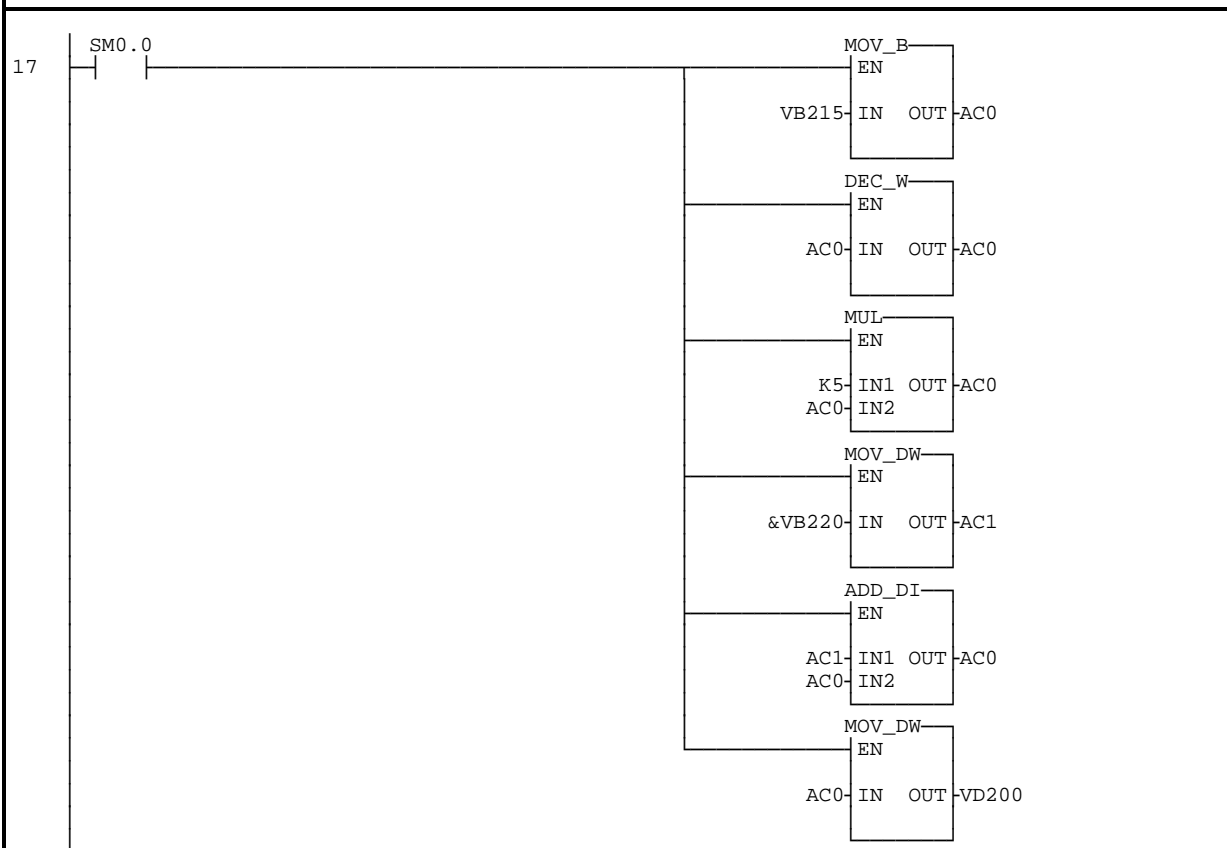 SM0.0 MOV_B
17 EN
VB215 IN OUT AC0
DEC_W
EN
AC0 IN OUT AC0
MUL
EN
K5 IN1 OUT AC0
AC0 IN2
MOV_DW
EN
&VB220 IN OUT AC1
ADD_DI
EN
AC1 IN1 OUT AC0
AC0 IN2
MOV_DW
EN
AC0 IN OUT VD200